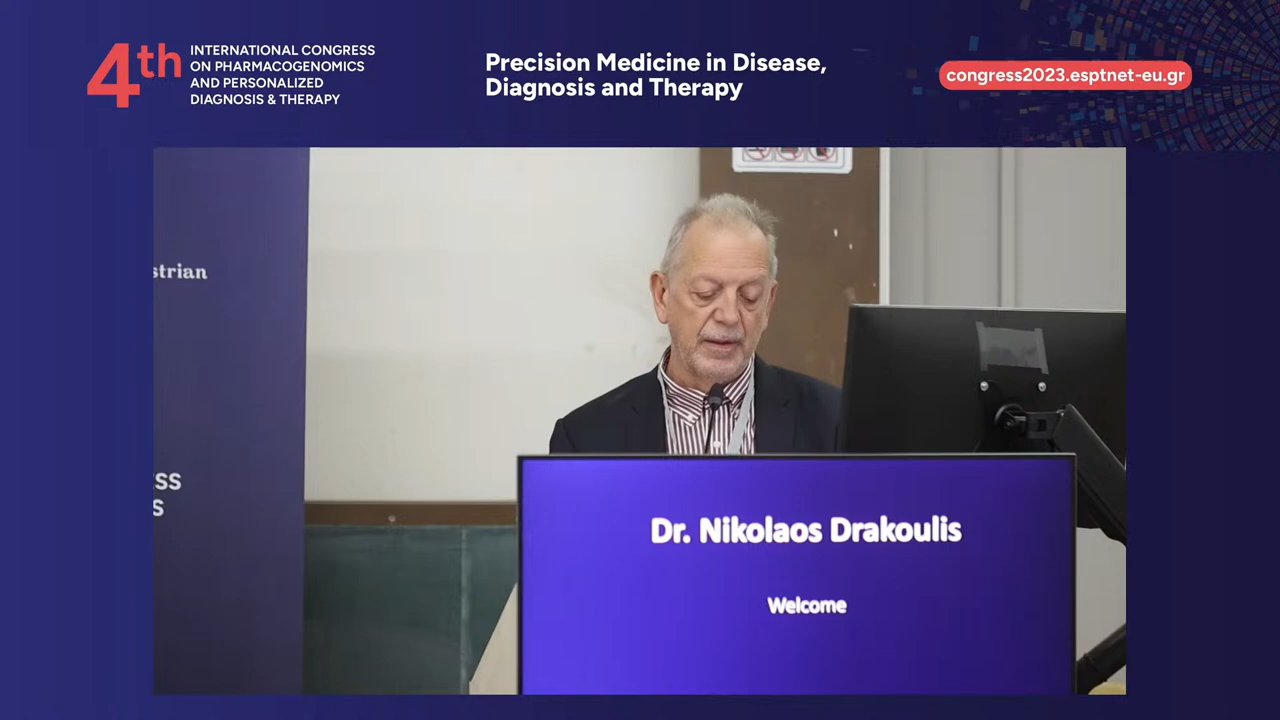 4th
INTERNATIONAL CONGRESS
ON PHARMACOGENOMICS
AND PERSONALIZED
DIAGNOSIS & THERAPY
Precision Medicine in Disease,
Diagnosis and Therapy
congress2023.esptnet-eu.gr
strian
SS
S
Dr. Nikolaos Drakoulis
Welcome